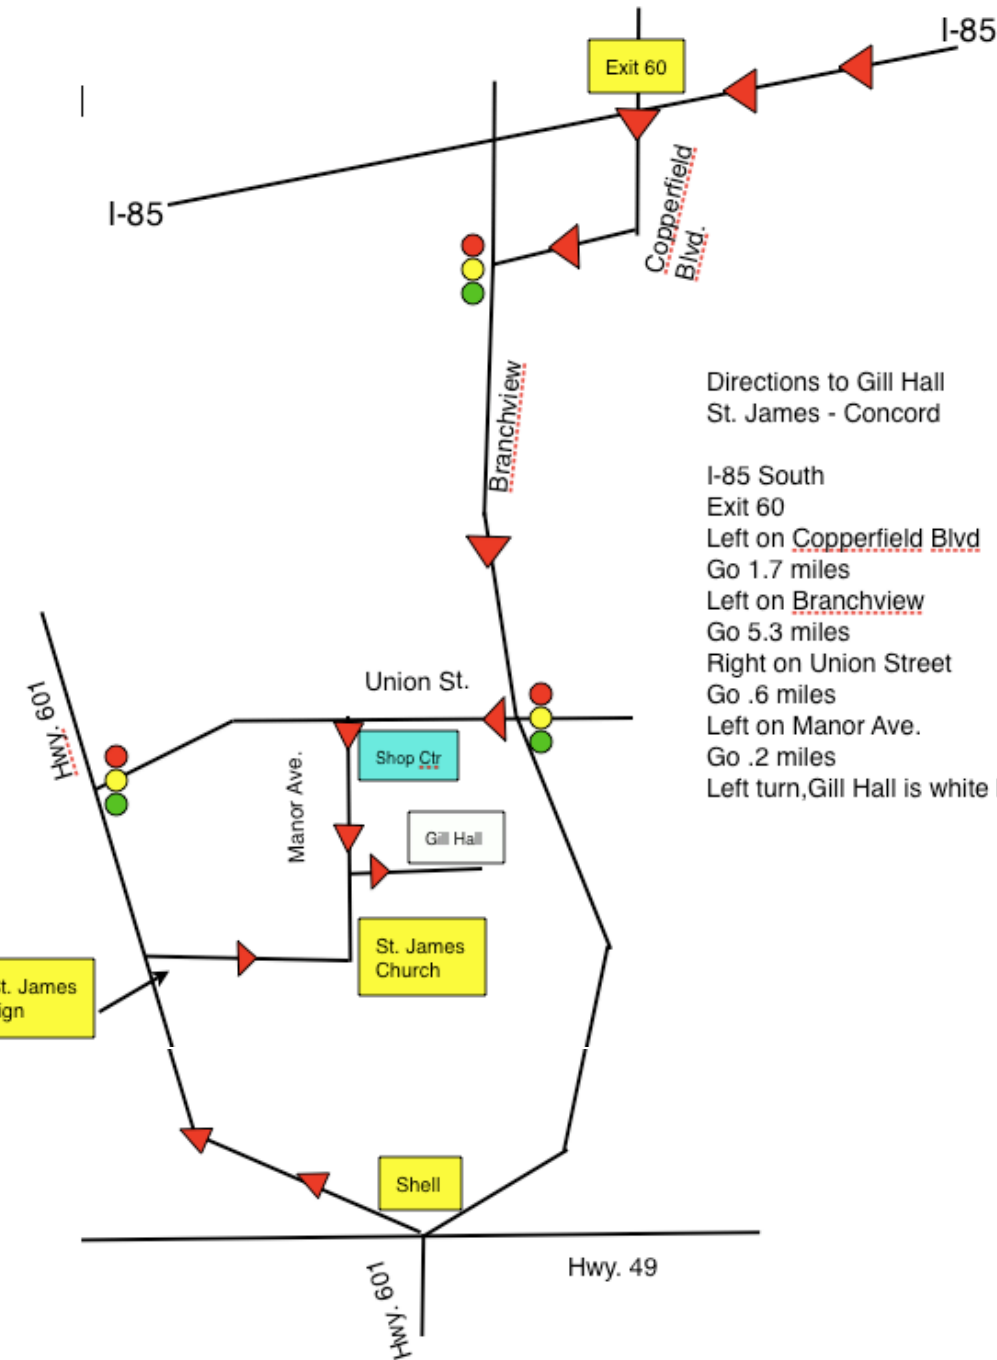 I-85
Exit 60
I-85
Copperfield
Blvd.
Branchview
Directions to Gill Hall
St. James - Concord
I-85 South
Exit 60
Left on Copperfield Blvd
Go 1.7 miles
Left on Branchview
Go 5.3 miles
Right on Union Street
Go .6 miles
Left on Manor Ave.
Go .2 miles
Left turn,Gill Hall is white
Union St.
Hwy. 601
Shop Ctr
Manor Ave.
Gill Hall
St. James
Church
t. James
ign
Shell
Hwy. 49
Hwy. 601